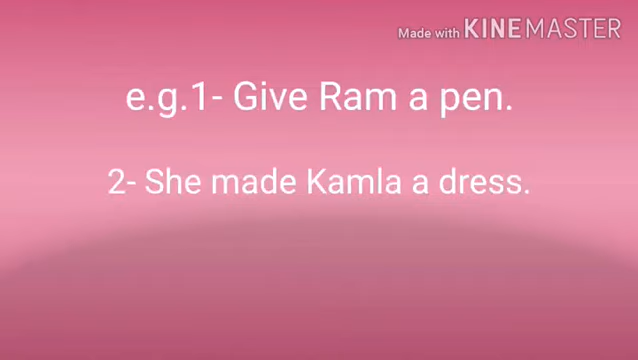 Made with KINEMASTER
e.g.1- Give Ram a pen.
2- She made Kamla a dress.